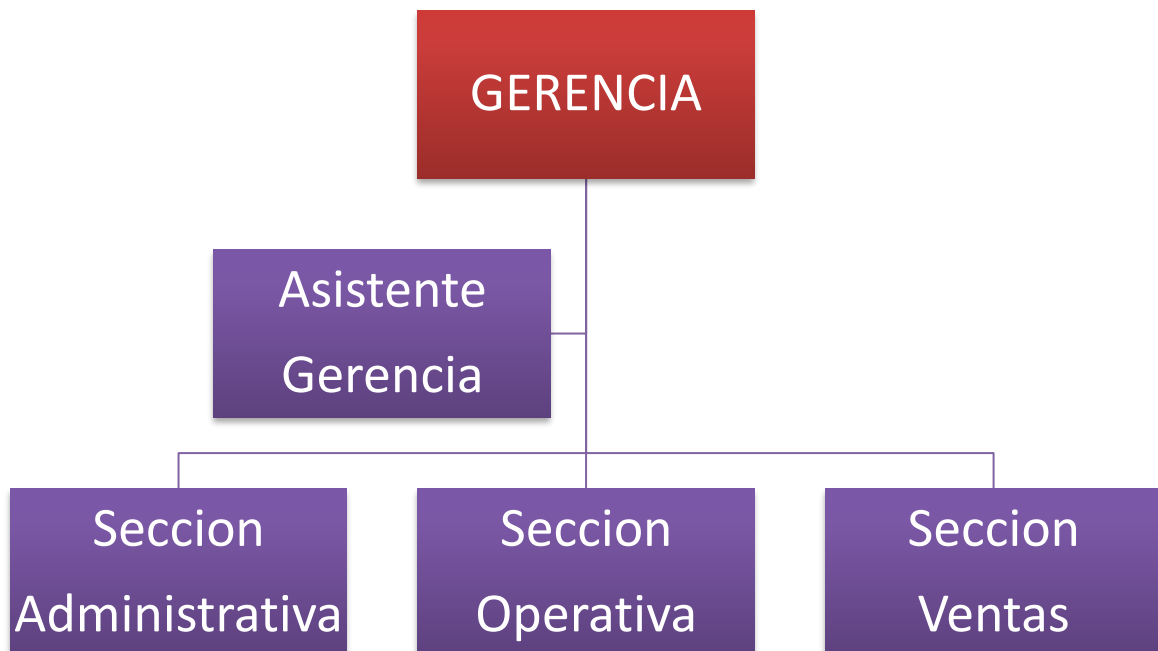 GERENCIA
Asistente
Gerencia
Seccion
Administrativa
Seccion
Operativa
Seccion
Ventas